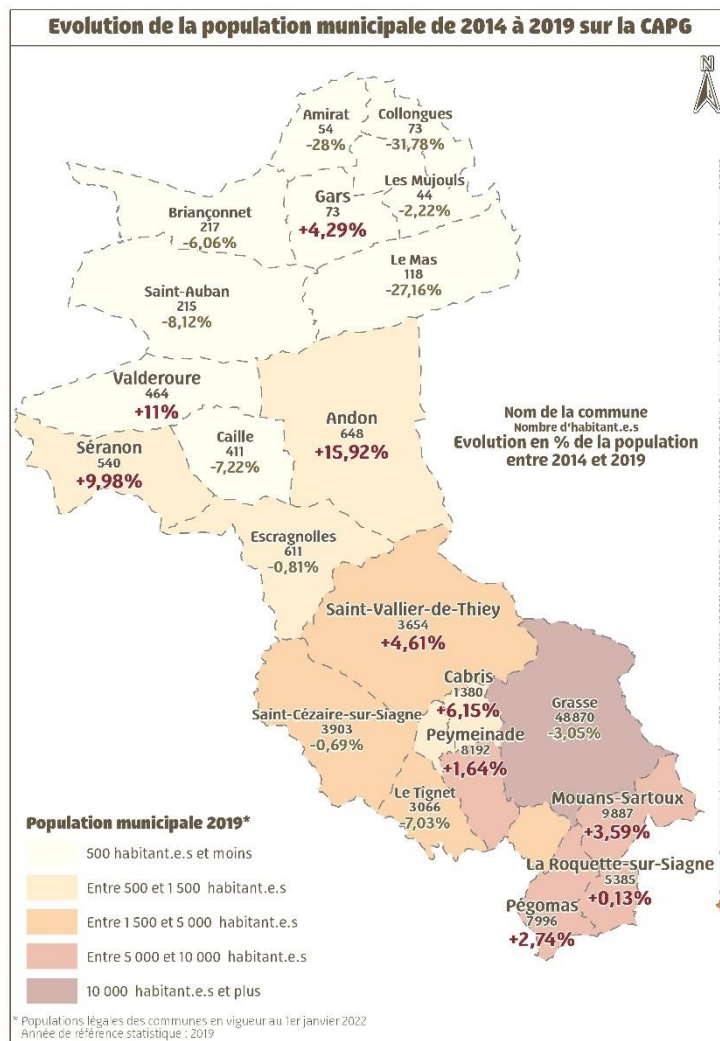 Evolution de la population municipale de 2014 à 2019 sur la CAPG
N
Amirat
54
-28%
Collongues
73
-31,78%
Les Mujouls
44
-2,22%
Gars
73
+4,29%
Briançonnet
217
-6,06%
Le Mas
118
-27,16%
Saint-Auban
215
-8,12%
Valderoure
464
+11%
Andon
648
+15,92%
Nom de la commune
Nombre d'habitant.e.s
Evolution en % de la population
entre 2014 et 2019
Caille
411
-7,22%
Séranon
540
+9,98%
Escragnolles
611
-0,81%
Saint-Vallier-de-Thiey
3654
+4,61%
Cabris
1380
+6,15%
Grasse
48870
-3,05%
Saint-Cézaire-sur-Siagne
3903
-0,69%
Peymeinade
8192
+1,64%
Le Tignet
3066
-7,03%
Mouans-Sartoux
9887
+3,59%
La Roquette-sur-Siagne
5385
+0,13%
Pégomas
7996
+2,74%
Population municipale 2019*
500 habitant.e.s et moins
Entre 500 et 1 500 habitant.e.s
Entre 1 500 et 5 000 habitant.e.s
Entre 5 000 et 10 000 habitant.e.s
10 000 habitant.e.s et plus
* Populations légales des communes en vigueur au 1er janvier 2022
Année de référence statistique : 2019